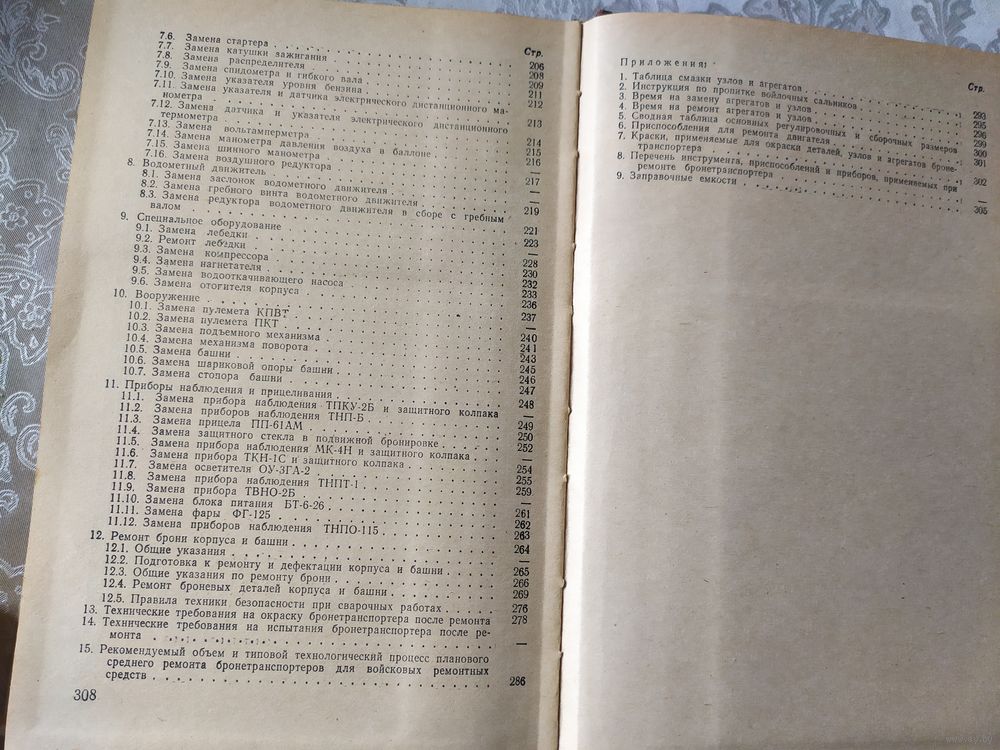 Стр.
7.6. Замена стартера . . . 206
7.7. Замена катушки зажигания . . . 208
7.8. Замена распределителя . . . 209
7.9. Замена спидометра и гибкого вала . . . 211
7.10. Замена указателя уровня бензина . . . 212
7.11. Замена указателя и датчика электрического дистанционного ма-
нометра . . . 213
7.12. Замена датчика и указателя электрического дистанционного
термометра . . . 214
7.13. Замена вольтамперметра . . . 215
7.14. Замена манометра давления воздуха в баллоне . . . 216
7.15. Замена шинного манометра . . . —
7.16. Замена воздушного редуктора . . . 217
8. Водометный движитель . . . —
8.1. Замена заслонок водометного движителя . . . —
8.2. Замена гребного винта водометного движителя . . . 219
8.3. Замена редуктора водометного движителя в сборе с гребным
валом . . . 221
9. Специальное оборудование . . . 223
9.1. Замена лебедки . . . —
9.2. Ремонт лебедки . . . 228
9.3. Замена компрессора . . . 230
9.4. Замена нагнетателя . . . 232
9.5. Замена водооткачивающего насоса . . . 233
9.6. Замена отогителя корпуса . . . 236
10. Вооружение . . . 237
10.1. Замена пулемета КПВТ . . . —
10.2. Замена пулемета ПКТ . . . 240
10.3. Замена подъемного механизма . . . 241
10.4. Замена механизма поворота . . . 243
10.5. Замена башни . . . 245
10.6. Замена шариковой опоры башни . . . 246
10.7. Замена стопора башни . . . 247
11. Приборы наблюдения и прицеливания . . . 248
11.1. Замена прибора наблюдения ТПКУ-2Б и защитного колпака —
11.2. Замена приборов наблюдения ТНП-Б . . . 249
11.3. Замена прицела ПП-61АМ . . . 250
11.4. Замена защитного стекла в подвижной бронировке . . . 252
11.5. Замена прибора наблюдения МК-4Н и защитного колпака . —
11.6. Замена прибора ТКН-1С и защитного колпака . . . 254
11.7. Замена осветителя ОУ-3ГА-2 . . . 255
11.8. Замена прибора наблюдения ТНПТ-1 . . . 259
11.9. Замена прибора ТВНО-2Б . . . —
11.10. Замена блока питания БТ-6-26 . . . 261
11.11. Замена фары ФГ-125 . . . 262
11.12. Замена приборов наблюдения ТНПО-115 . . . 263
12. Ремонт брони корпуса и башни . . . 264
12.1. Общие указания . . . —
12.2. Подготовка к ремонту и дефектации корпуса и башни . . . 265
12.3. Общие указания по ремонту брони . . . 266
12.4. Ремонт броневых деталей корпуса и башни . . . 269
12.5. Правила техники безопасности при сварочных работах . . . 276
13. Технические требования на окраску бронетранспортера после ремонта 278
14. Технические требования на испытания бронетранспортера после ре-
монта . . . —
15. Рекомендуемый объем и типовой технологический процесс планового
среднего ремонта бронетранспортеров для войсковых ремонтных
средств . . . 286
308
Приложения:
Стр.
1. Таблица смазки узлов и агрегатов . . . 293
2. Инструкция по пропитке войлочных сальников . . . 295
3. Время на замену агрегатов и узлов . . . 296
4. Время на ремонт агрегатов и узлов . . . 299
5. Сводная таблица основных регулировочных и сборочных размеров 300
6. Приспособления для ремонта двигателя . . . 301
7. Краски, применяемые для окраски деталей, узлов и агрегатов броне-
транспортера . . . 302
8. Перечень инструмента, приспособлений и приборов, применяемых при
ремонте бронетранспортера . . . —
9. Заправочные емкости . . . 305